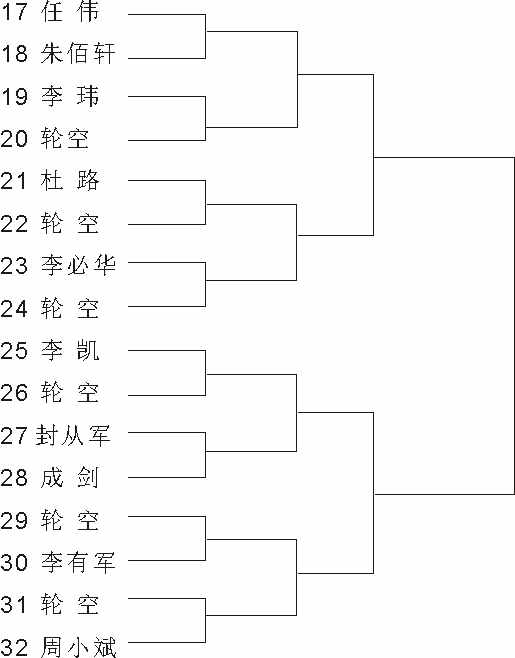 17 任 伟
18 朱佰轩
19 李 玮
20 轮空
21 杜 路
22 轮 空
23 李必华
24 轮 空
25 李 凯
26 轮 空
27 封从军
28 成 剑
29 轮 空
30 李有军
31 轮 空
32 周小斌